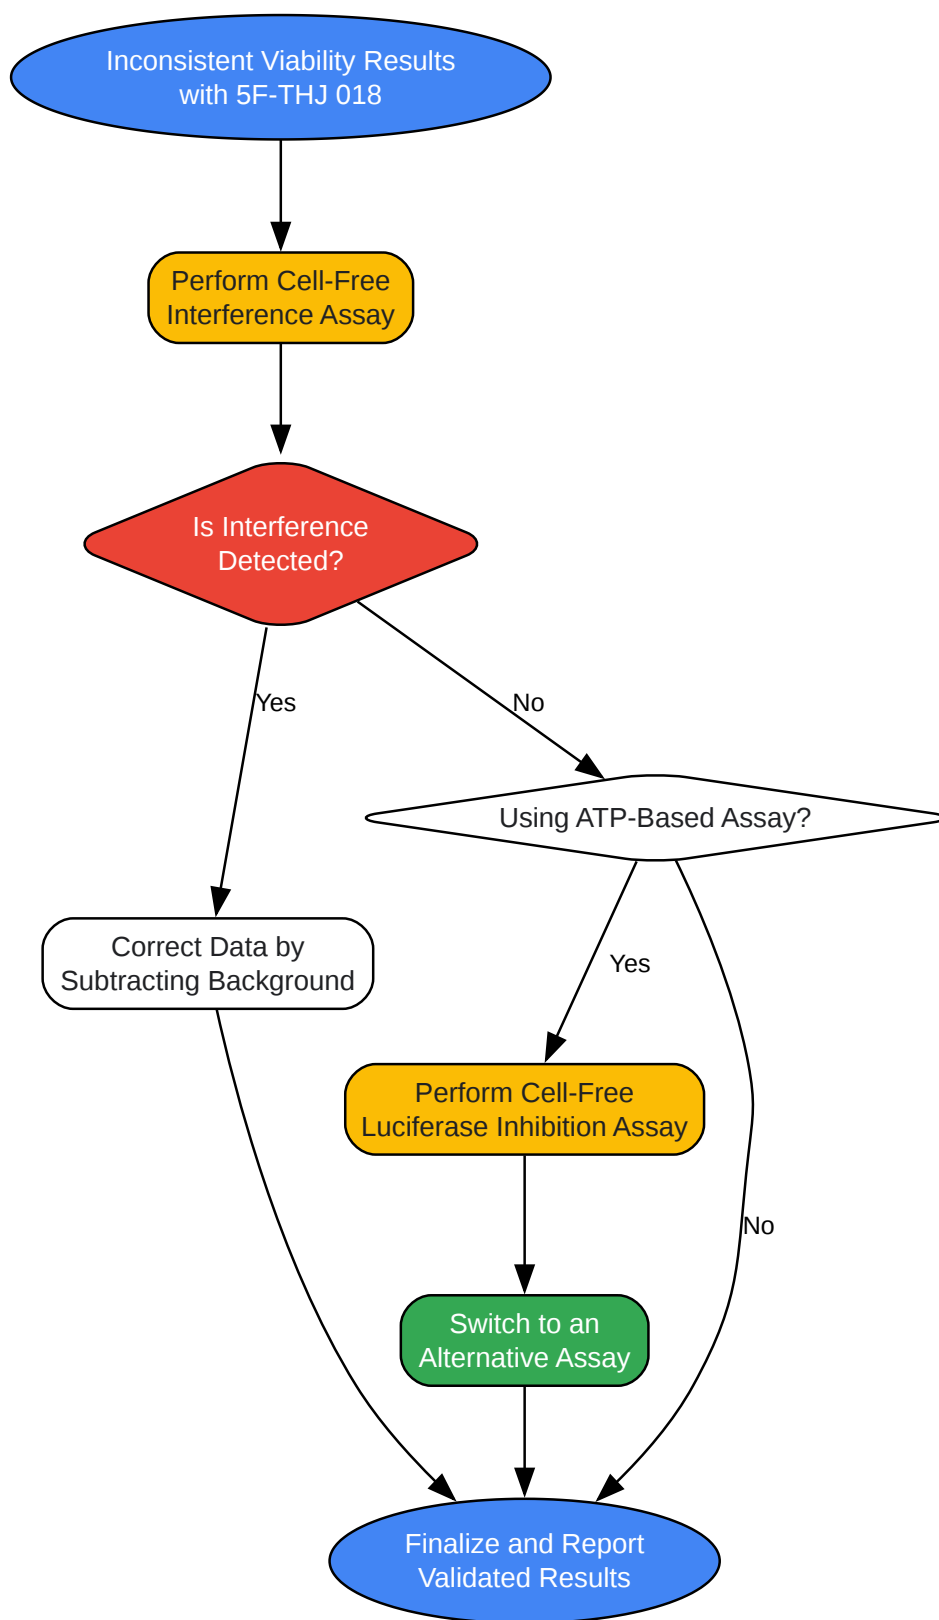 Inconsistent Viability Results
with 5F-THJ 018
Perform Cell-Free
Interference Assay
Is Interference
Detected?
Yes
No
Using ATP-Based Assay?
Correct Data by
Subtracting Background
Yes
Perform Cell-Free
Luciferase Inhibition Assay
No
Switch to an
Alternative Assay
Finalize and Report
Validated Results